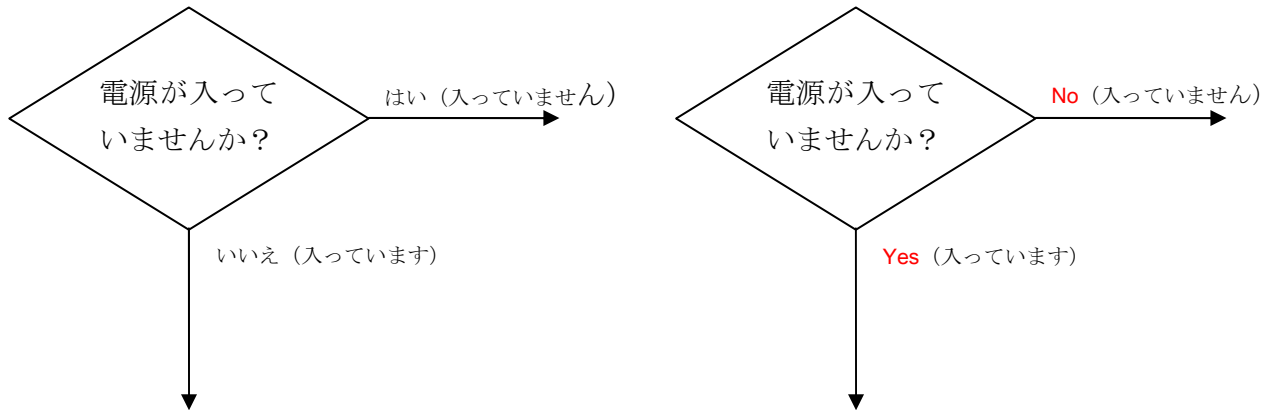 電源が入って
いませんか？
はい（入っていません）
いいえ（入っています）
電源が入って
いませんか？
No（入っていません）
Yes（入っています）